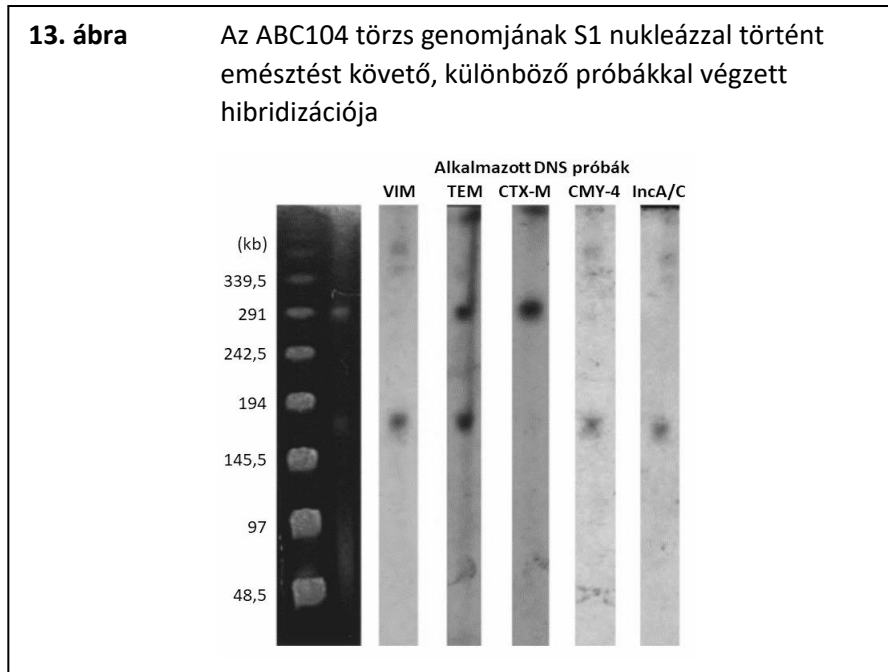 13. ábra Az ABC104 törzs genomjának S1 nukleázzal történt
emésztést követő, különböző próbákkal végzett
hibridizációja
Alkalmazott DNS próbák
VIM TEM CTX-M CMY-4 IncA/C
(kb)
339,5
291
242,5
194
145,5
97
48,5